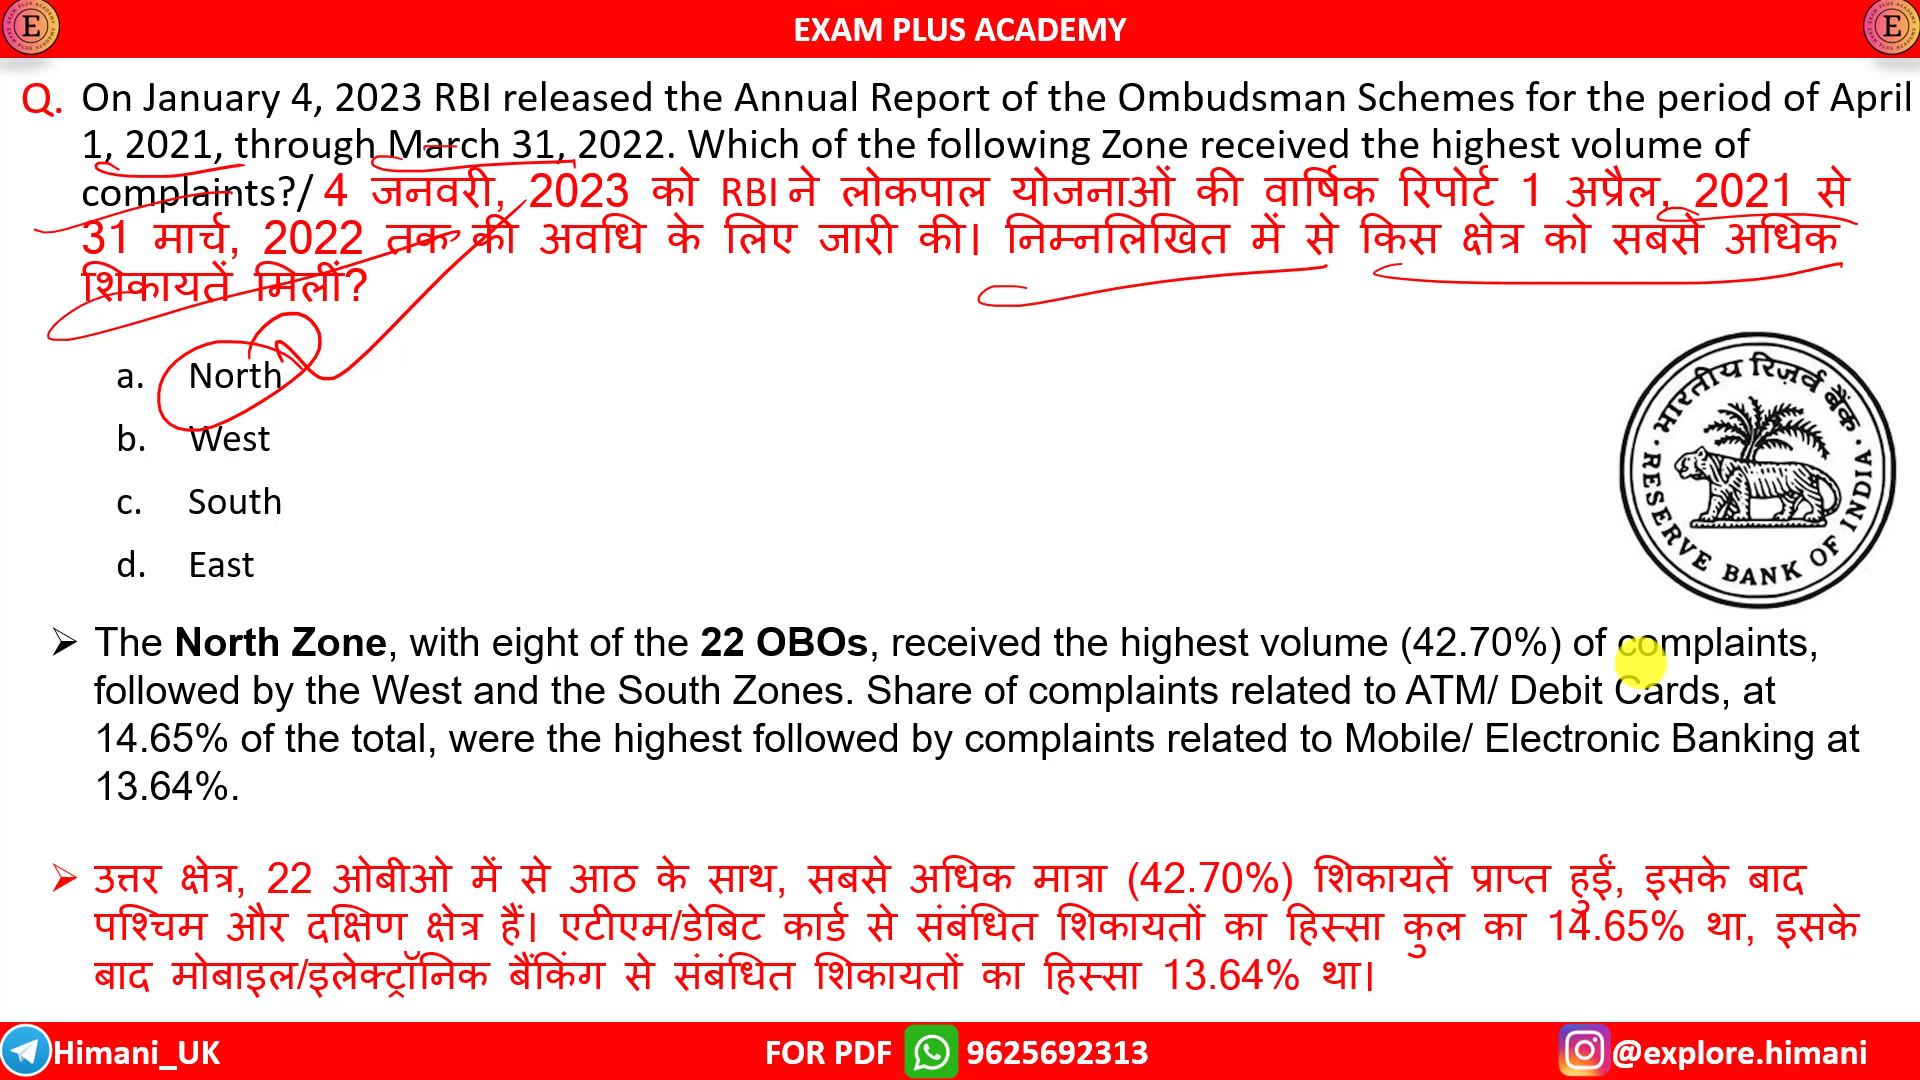 EXAM PLUS ACADEMY
Q. On January 4, 2023 RBI released the Annual Report of the Ombudsman Schemes for the period of April
1, 2021, through March 31, 2022. Which of the following Zone received the highest volume of
complaints?/ 4 जनवरी, 2023 को RBI ने लोकपाल योजनाओं की वार्षिक रिपोर्ट 1 अप्रैल, 2021 से
31 मार्च, 2022 तक की अवधि के लिए जारी की। निम्नलिखित में से किस क्षेत्र को सबसे अधिक
शिकायतें मिलीं?
a. North
b. West
c. South
d. East
भारतीय रिज़र्व बैंक
RESERVE BANK OF INDIA
➢ The North Zone, with eight of the 22 OBOs, received the highest volume (42.70%) of complaints,
followed by the West and the South Zones. Share of complaints related to ATM/ Debit Cards, at
14.65% of the total, were the highest followed by complaints related to Mobile/ Electronic Banking at
13.64%.
➢ उत्तर क्षेत्र, 22 ओबीओ में से आठ के साथ, सबसे अधिक मात्रा (42.70%) शिकायतें प्राप्त हुईं, इसके बाद
पश्चिम और दक्षिण क्षेत्र हैं। एटीएम/डेबिट कार्ड से संबंधित शिकायतों का हिस्सा कुल का 14.65% था, इसके
बाद मोबाइल/इलेक्ट्रॉनिक बैंकिंग से संबंधित शिकायतों का हिस्सा 13.64% था।
Himani_UK
FOR PDF 9625692313
@explore.himani